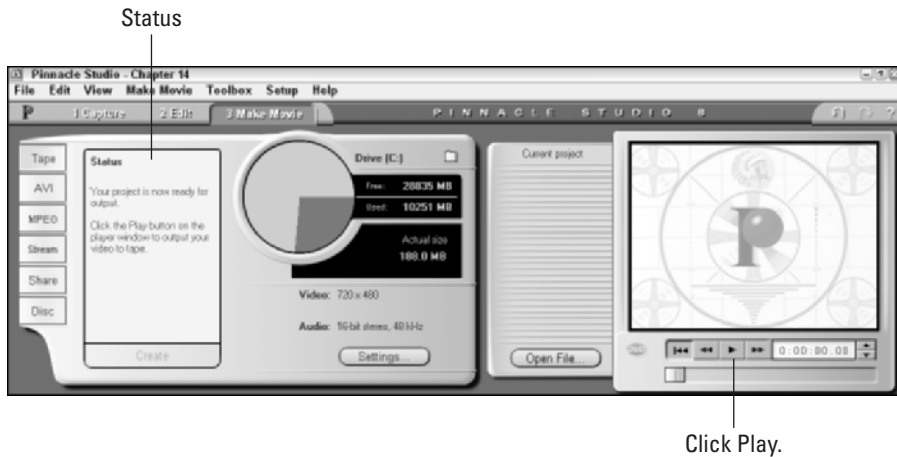 Status
Pinnacle Studio - Chapter 14
File Edit View Make Movie Toolbox Setup Help
P 1 Capture 2 Edit 3 Make Movie PINNACLE STUDIO 8 ?
Tape
AVI
MPEG
Stream
Share
Disc
Status
Your project is now ready for
output.
Click the Play button on the
player window to output your
video to tape.
Create
Drive (C:)
Free: 28835 MB
Used: 10251 MB
Actual size
188.0 MB
Video: 720 x 480
Audio: 16-bit stereo, 48 kHz
Settings...
Current project
Open File...
P
0:00:00.08
Click Play.